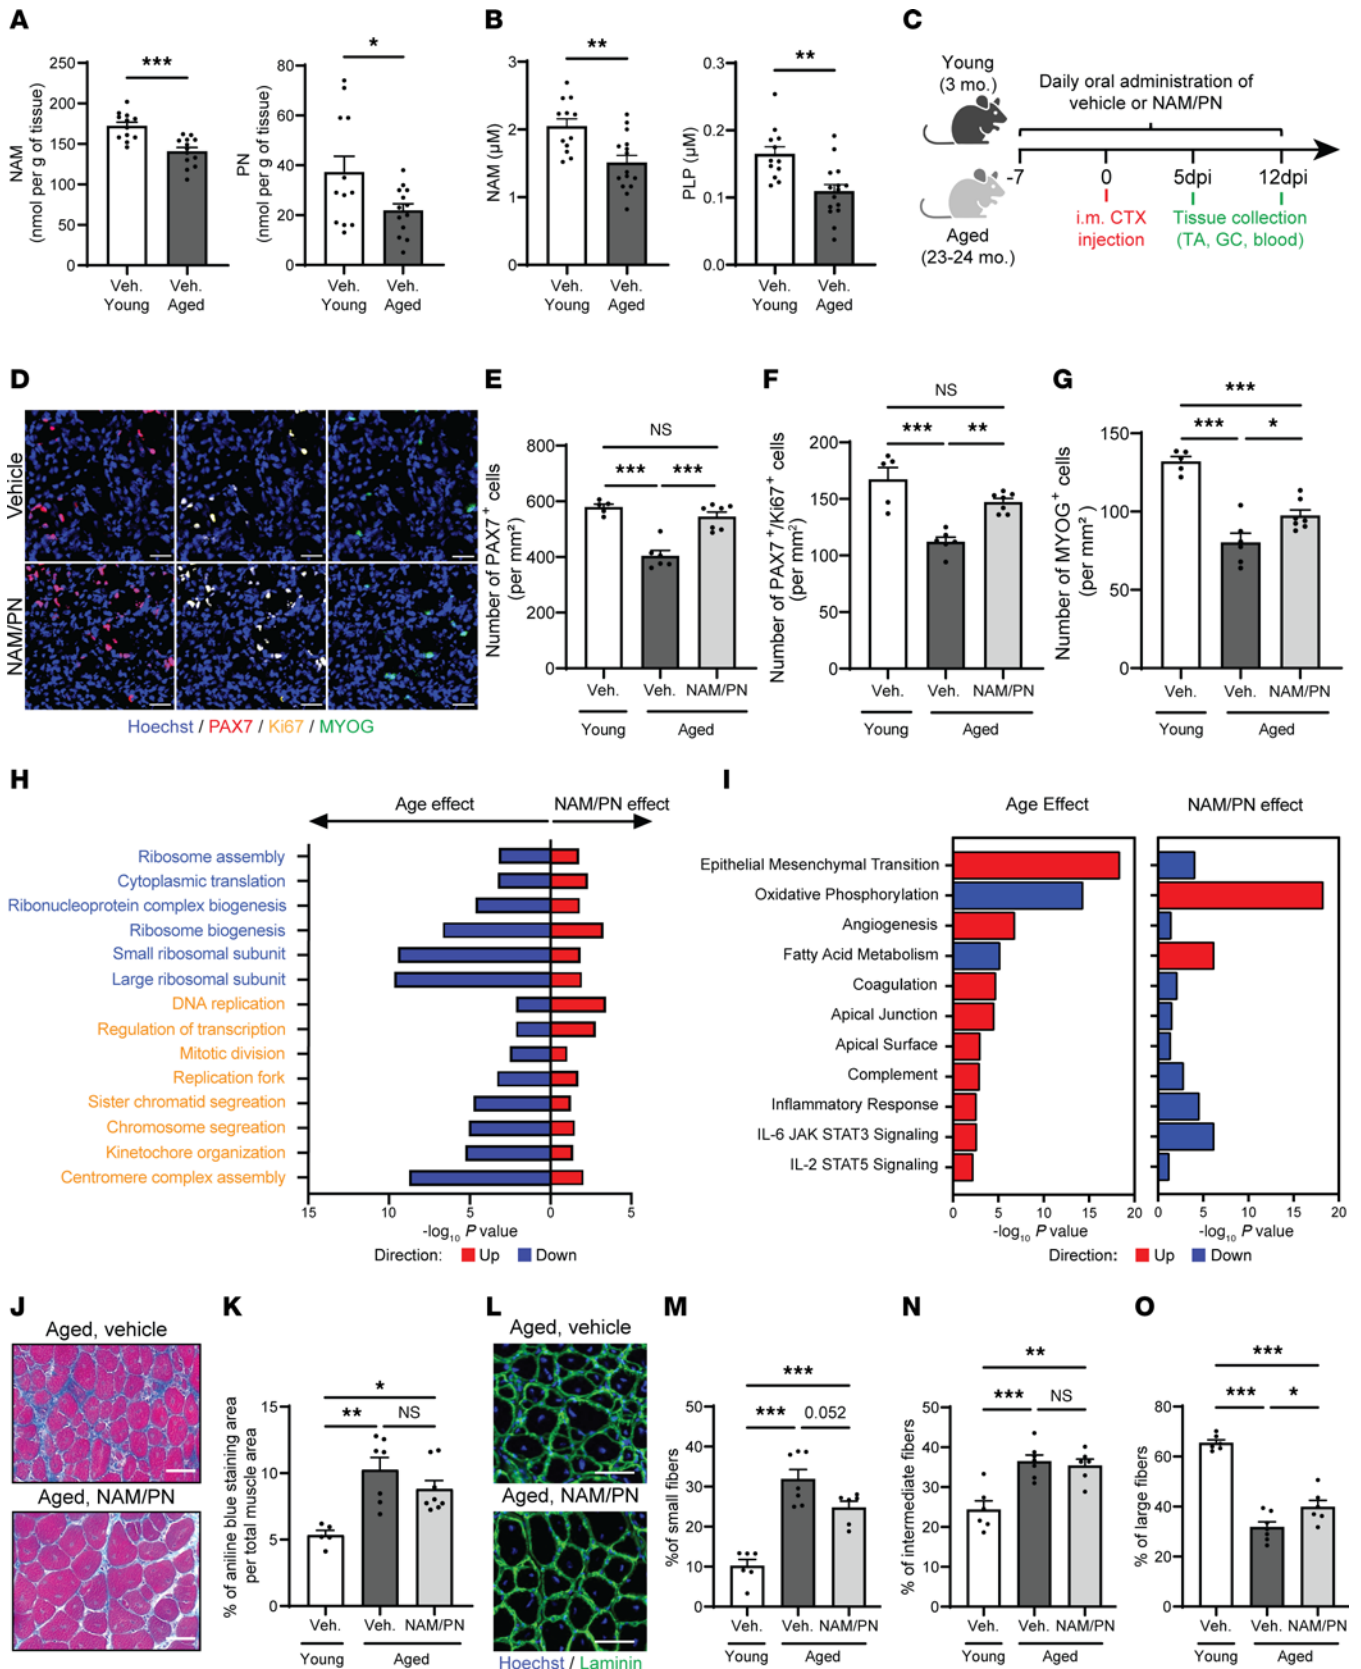 A
NAM
(nmol per g of tissue)
250
200
150
100
50
0
***
Veh.
Young
Veh.
Aged
PN
(nmol per g of tissue)
80
60
40
20
0
*
Veh.
Young
Veh.
Aged
B
NAM (µM)
3
2
1
0
**
Veh.
Young
Veh.
Aged
PLP (µM)
0.3
0.2
0.1
0.0
**
Veh.
Young
Veh.
Aged
C
Young
(3 mo.)
Aged
(23-24 mo.)
Daily oral administration of
vehicle or NAM/PN
-7
0
5dpi
12dpi
i.m. CTX
injection
Tissue collection
(TA, GC, blood)
D
Vehicle
NAM/PN
Hoechst / PAX7 / Ki67 / MYOG
E
Number of PAX7+ cells
(per mm²)
800
600
400
200
0
NS
*** ***
Veh. Veh. NAM/PN
Young Aged
F
Number of PAX7+/Ki67+ cells
(per mm²)
200
150
100
50
0
NS
*** **
Veh. Veh. NAM/PN
Young Aged
G
Number of MYOG+ cells
(per mm²)
150
100
50
0
***
*** *
Veh. Veh. NAM/PN
Young Aged
H
Age effect NAM/PN effect
Ribosome assembly
Cytoplasmic translation
Ribonucleoprotein complex biogenesis
Ribosome biogenesis
Small ribosomal subunit
Large ribosomal subunit
DNA replication
Regulation of transcription
Mitotic division
Replication fork
Sister chromatid segreation
Chromosome segreation
Kinetochore organization
Centromere complex assembly
15 10 5 0 5
-log10 P value
Direction: Up Down
I
Age Effect NAM/PN effect
Epithelial Mesenchymal Transition
Oxidative Phosphorylation
Angiogenesis
Fatty Acid Metabolism
Coagulation
Apical Junction
Apical Surface
Complement
Inflammatory Response
IL-6 JAK STAT3 Signaling
IL-2 STAT5 Signaling
0 5 10 15 20 0 5 10 15 20
-log10 P value -log10 P value
Direction: Up Down
J
Aged, vehicle
Aged, NAM/PN
K
% of aniline blue staining area
per total muscle area
15
10
5
0
*
** NS
Veh. Veh. NAM/PN
Young Aged
L
Aged, vehicle
Aged, NAM/PN
Hoechst / Laminin
M
%of small fibers
50
40
30
20
10
0
***
*** 0.052
Veh. Veh. NAM/PN
Young Aged
N
% of intermediate fibers
50
40
30
20
10
0
**
*** NS
Veh. Veh. NAM/PN
Young Aged
O
% of large fibers
80
60
40
20
0
***
*** *
Veh. Veh. NAM/PN
Young Aged